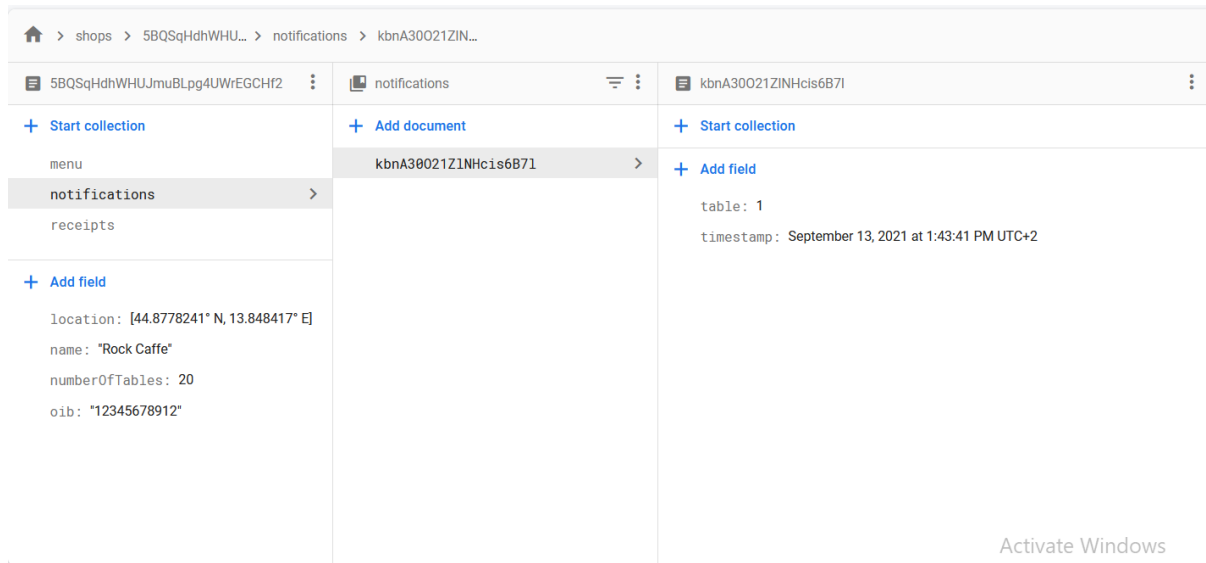 shops > 5BQSqHdhWHU... > notifications > kbnA30O21ZlN...
5BQSqHdhWHUJmuBLpg4UWrEGCHf2
notifications
kbnA30O21ZlNHcis6B7l
+ Start collection
+ Add document
+ Start collection
menu
notifications
receipts
kbnA30O21ZlNHcis6B7l
+ Add field
location: [44.8778241° N, 13.848417° E]
name: "Rock Caffe"
numberOfTables: 20
oib: "12345678912"
+ Add field
table: 1
timestamp: September 13, 2021 at 1:43:41 PM UTC+2
Activate Windows